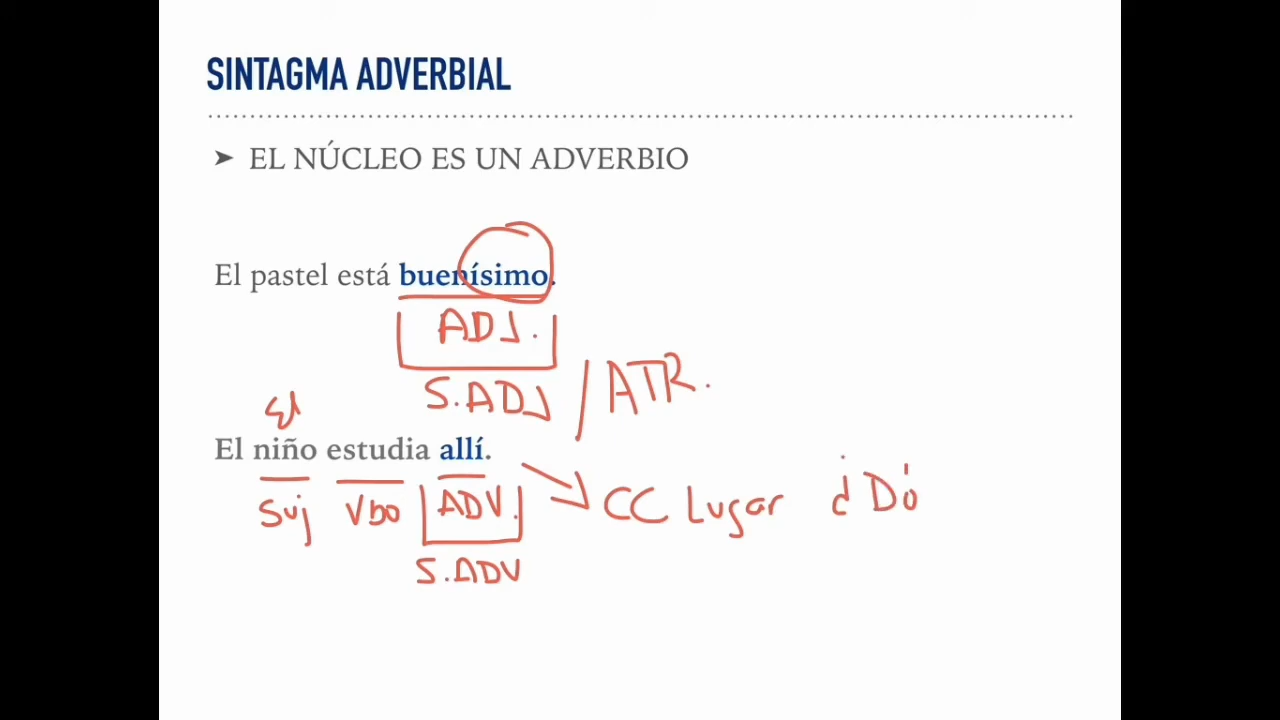 SINTAGMA ADVERBIAL
➤ EL NÚCLEO ES UN ADVERBIO
El pastel está buenísimo.
ADJ.
S.ADJ / ATR.
El
El niño estudia allí.
Suj Vbo ADV. → CC Lugar ¿Dó
S.ADV